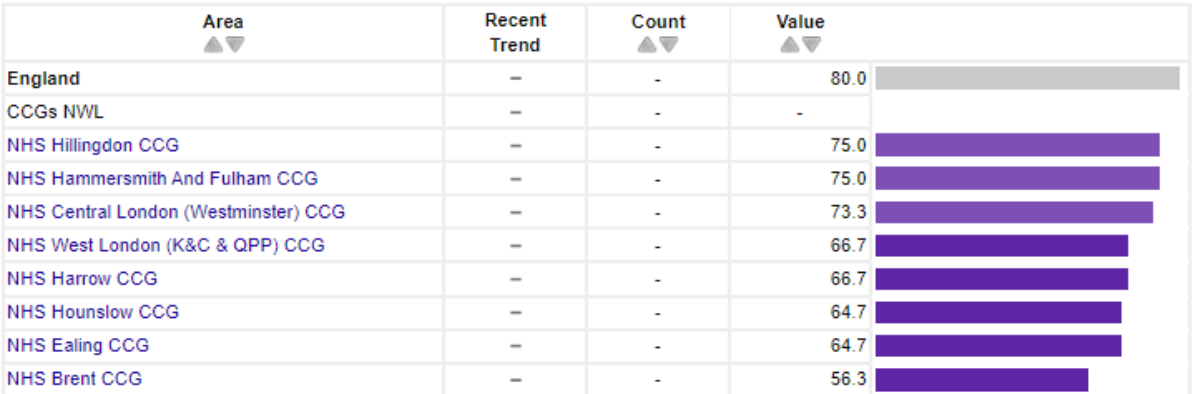 Area Recent Trend Count Value
England – - 80.0
CCGs NWL – - -
NHS Hillingdon CCG – - 75.0
NHS Hammersmith And Fulham CCG – - 75.0
NHS Central London (Westminster) CCG – - 73.3
NHS West London (K&C & QPP) CCG – - 66.7
NHS Harrow CCG – - 66.7
NHS Hounslow CCG – - 64.7
NHS Ealing CCG – - 64.7
NHS Brent CCG – - 56.3